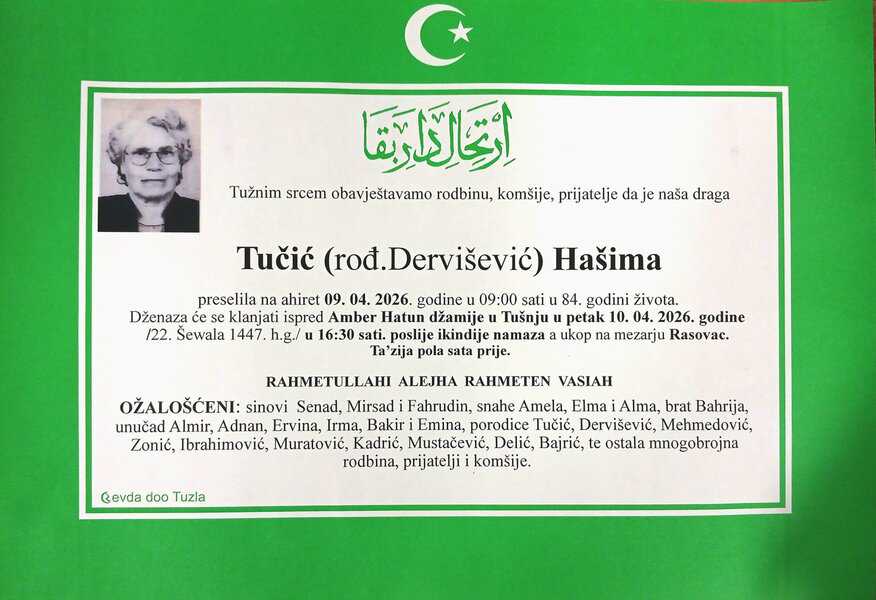 اِرْتِحَالِ دَارِ بَقَا
Tužnim srcem obavještavamo rodbinu, komšije, prijatelje da je naša draga
Tučić (rođ.Dervišević) Hašima
preselila na ahiret 09. 04. 2026. godine u 09:00 sati u 84. godini života.
Dženaza će se klanjati ispred Amber Hatun džamije u Tušnju u petak 10. 04. 2026. godine
/22. Šewala 1447. h.g./ u 16:30 sati. poslije ikindije namaza a ukop na mezarju Rasovac.
Ta’zija pola sata prije.
RAHMETULLAHI ALEJHA RAHMETEN VASIAH
OŽALOŠĆENI: sinovi Senad, Mirsad i Fahrudin, snahe Amela, Elma i Alma, brat Bahrija,
unučad Almir, Adnan, Ervina, Irma, Bakir i Emina, porodice Tučić, Dervišević, Mehmedović,
Zonić, Ibrahimović, Muratović, Kadrić, Mustačević, Delić, Bajrić, te ostala mnogobrojna
rodbina, prijatelji i komšije.
evda doo Tuzla